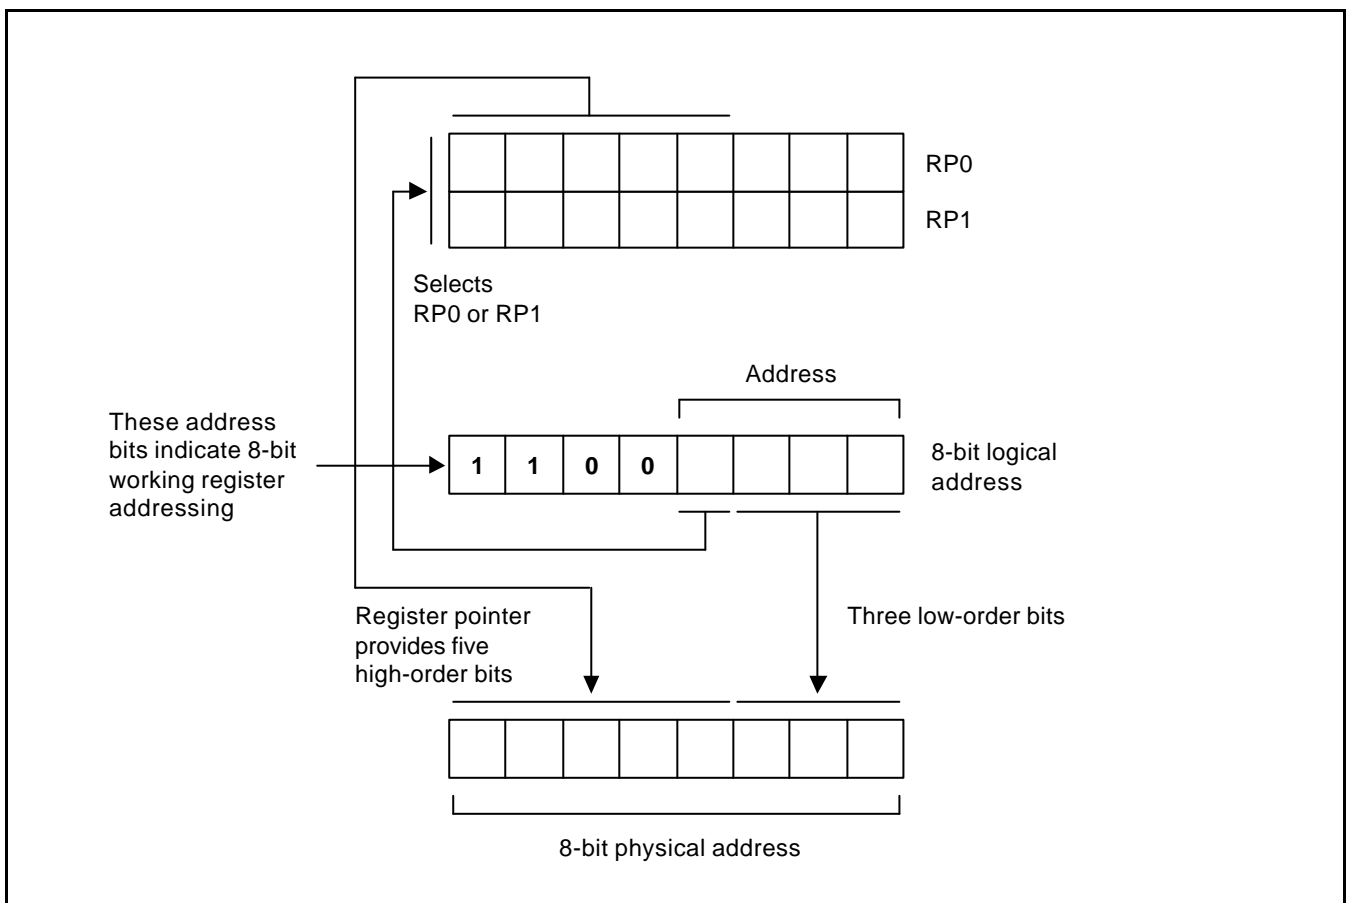 RP0
RP1
Selects
RP0 or RP1
Address
These address
bits indicate 8-bit
working register
addressing
1 1 0 0
8-bit logical
address
Register pointer
provides five
high-order bits
Three low-order bits
8-bit physical address